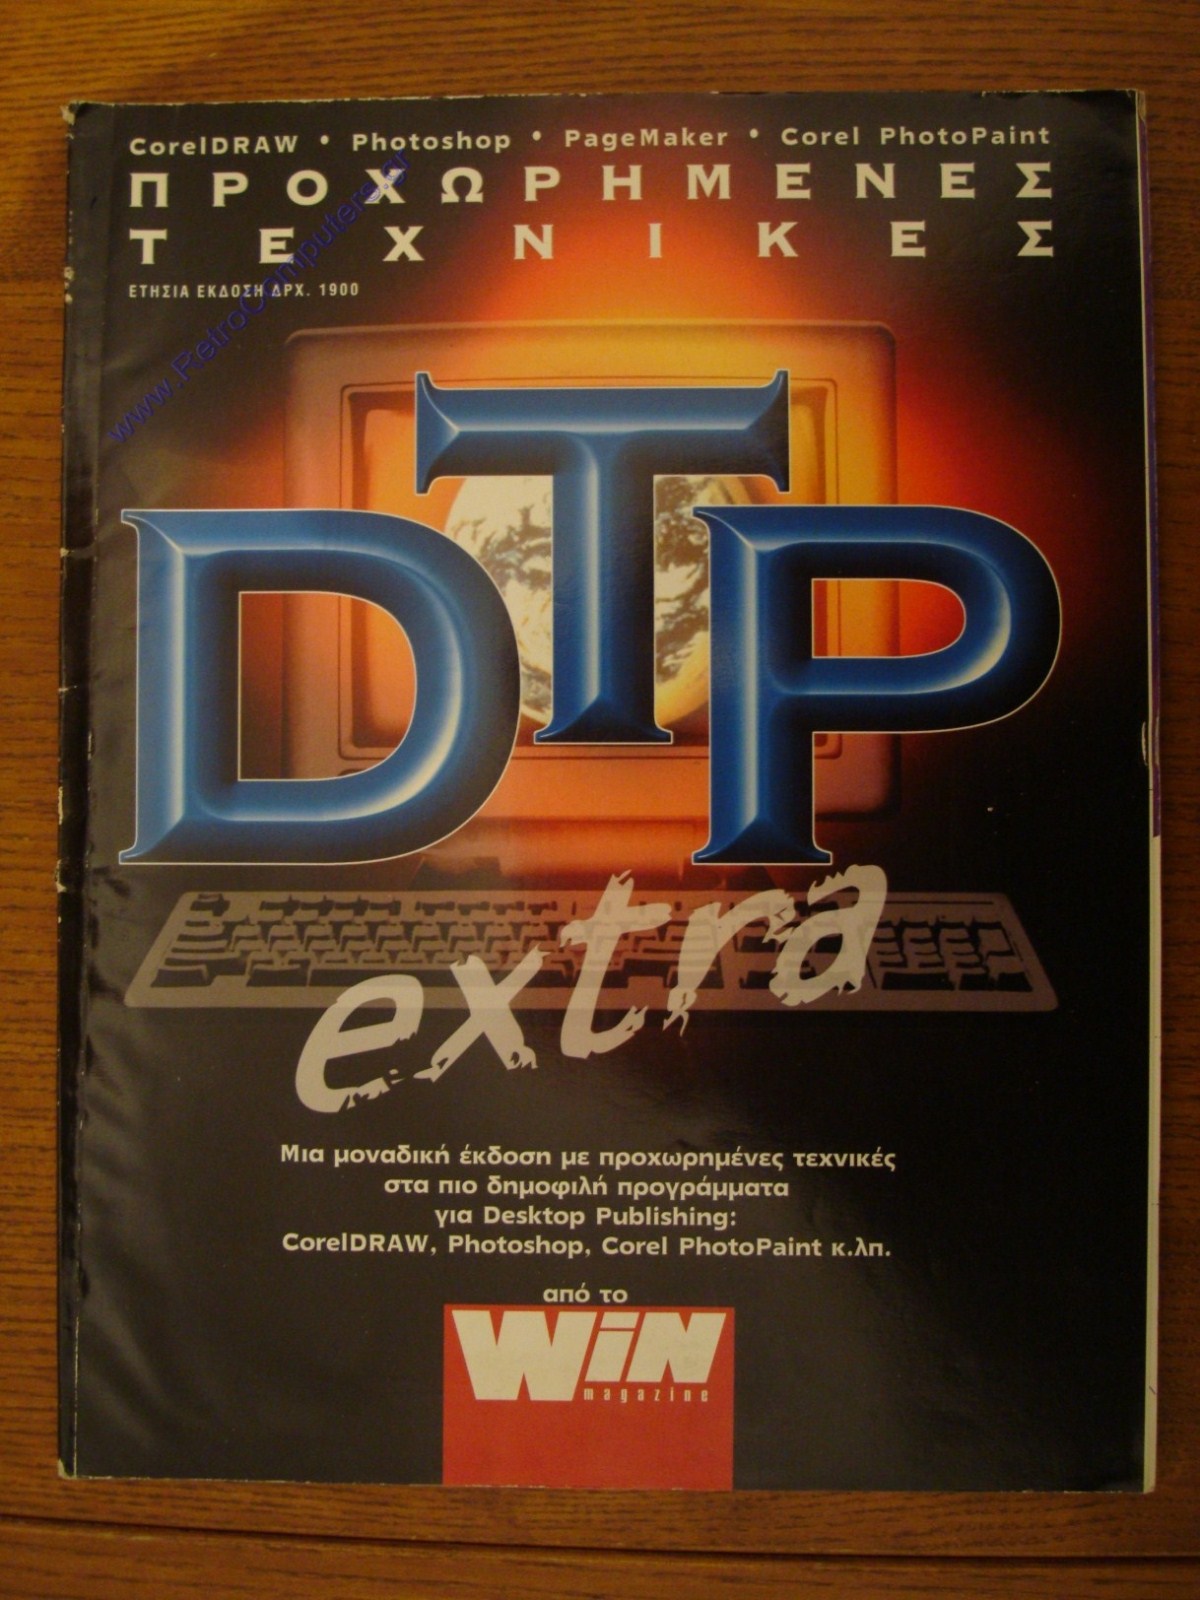 CorelDRAW • Photoshop • PageMaker • Corel PhotoPaint
ΠΡΟΧΩΡΗΜΕΝΕΣ
ΤΕΧΝΙΚΕΣ
ΕΤΗΣΙΑ ΕΚΔΟΣΗ ΔΡΧ. 1900
www.RetroComputers.gr
DTP
extra
Μια μοναδική έκδοση με προχωρημένες τεχνικές
στα πιο δημοφιλή προγράμματα
για Desktop Publishing:
CorelDRAW, Photoshop, Corel PhotoPaint κ.λπ.
από το
WiN
magazine